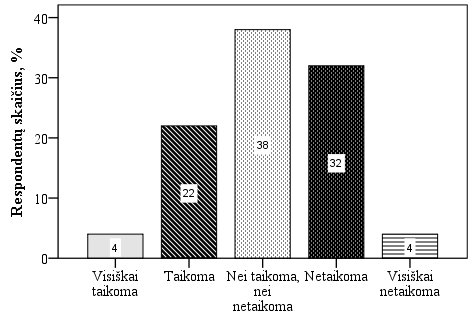 Respondentų skaičius, %
40
30
20
10
0
4
22
38
32
4
Visiškai
taikoma
Taikoma
Nei taikoma,
nei
netaikoma
Netaikoma
Visiškai
netaikoma